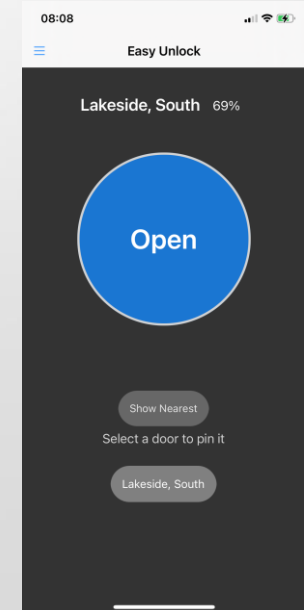 08:08
Easy Unlock
Lakeside, South 69%
Open
Show Nearest
Select a door to pin it
Lakeside, South